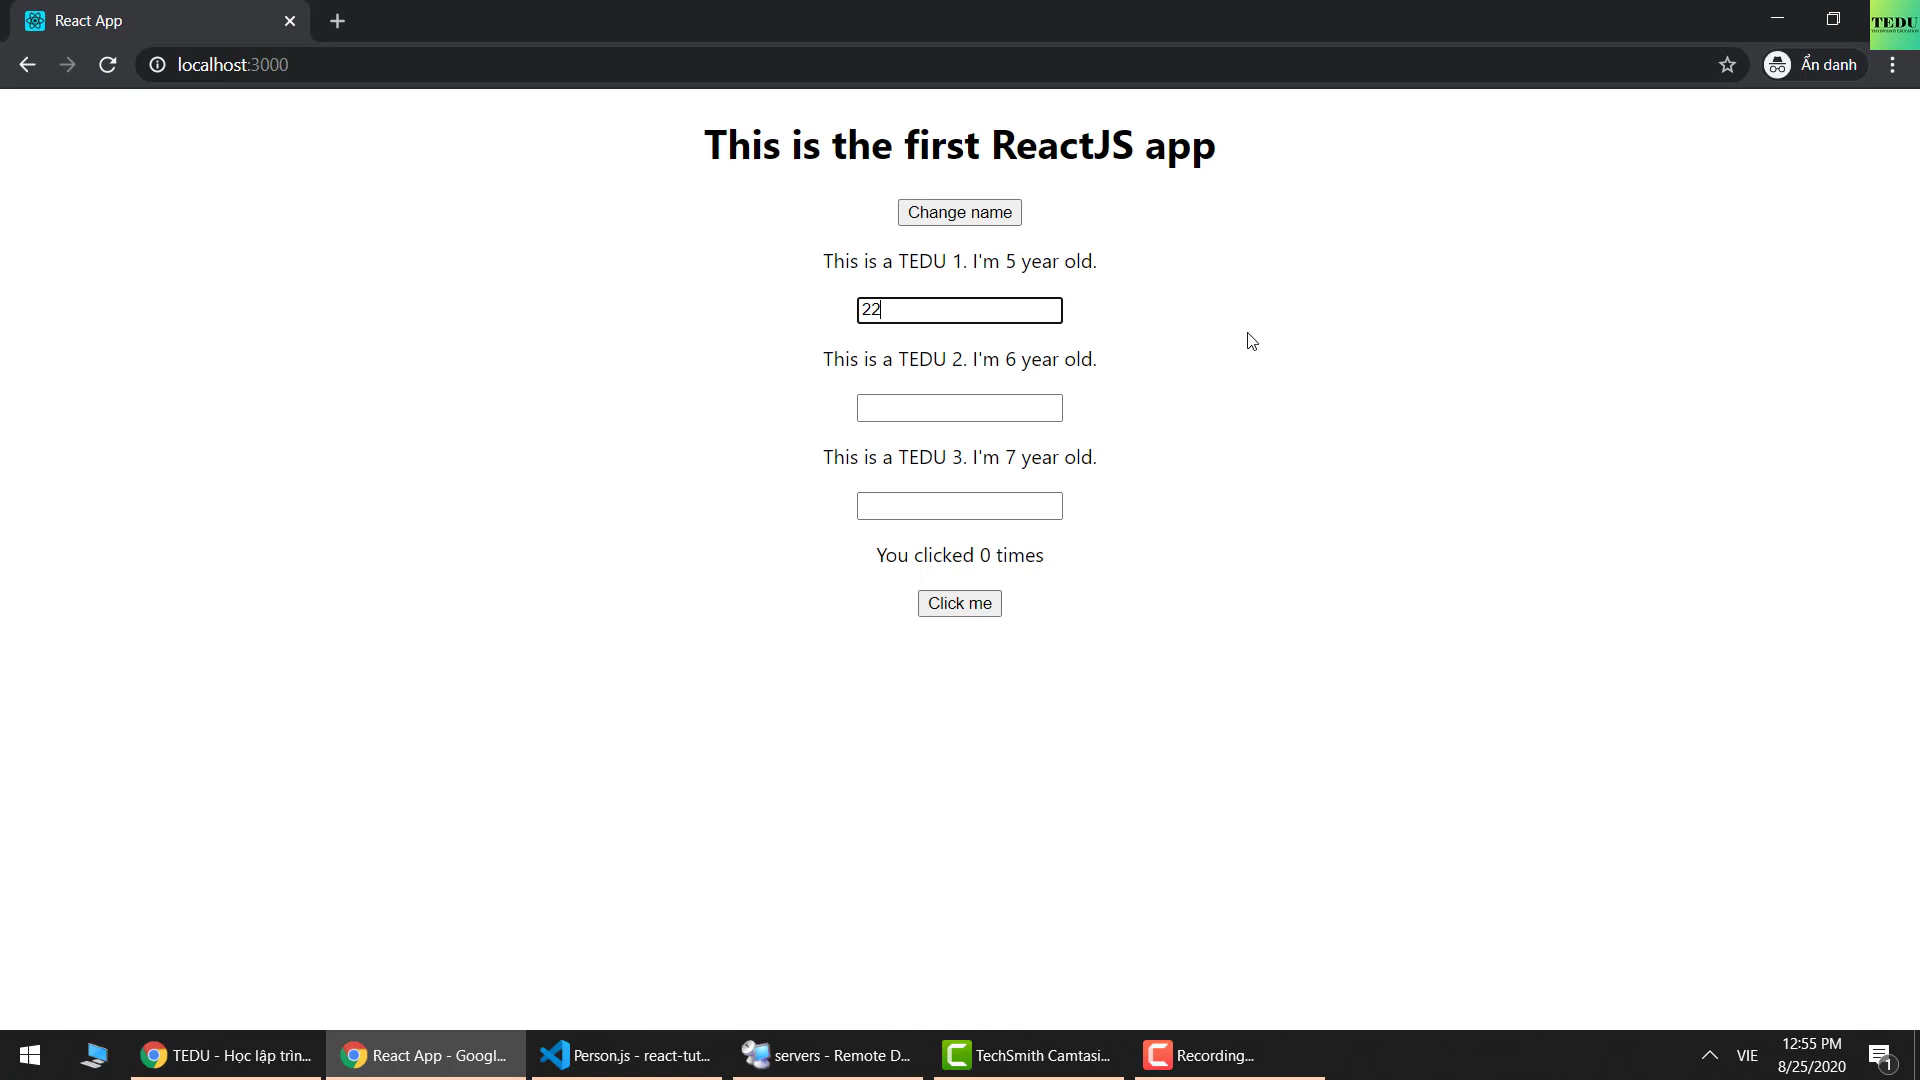 React App
TEDU
localhost:3000
Ẩn danh
This is the first ReactJS app
Change name
This is a TEDU 1. I'm 5 year old.
22
This is a TEDU 2. I'm 6 year old.
This is a TEDU 3. I'm 7 year old.
You clicked 0 times
Click me
TEDU - Học lập trìn...
React App - Googl...
Person.js - react-tut...
servers - Remote D...
TechSmith Camtasi...
Recording...
VIE
12:55 PM
8/25/2020
1